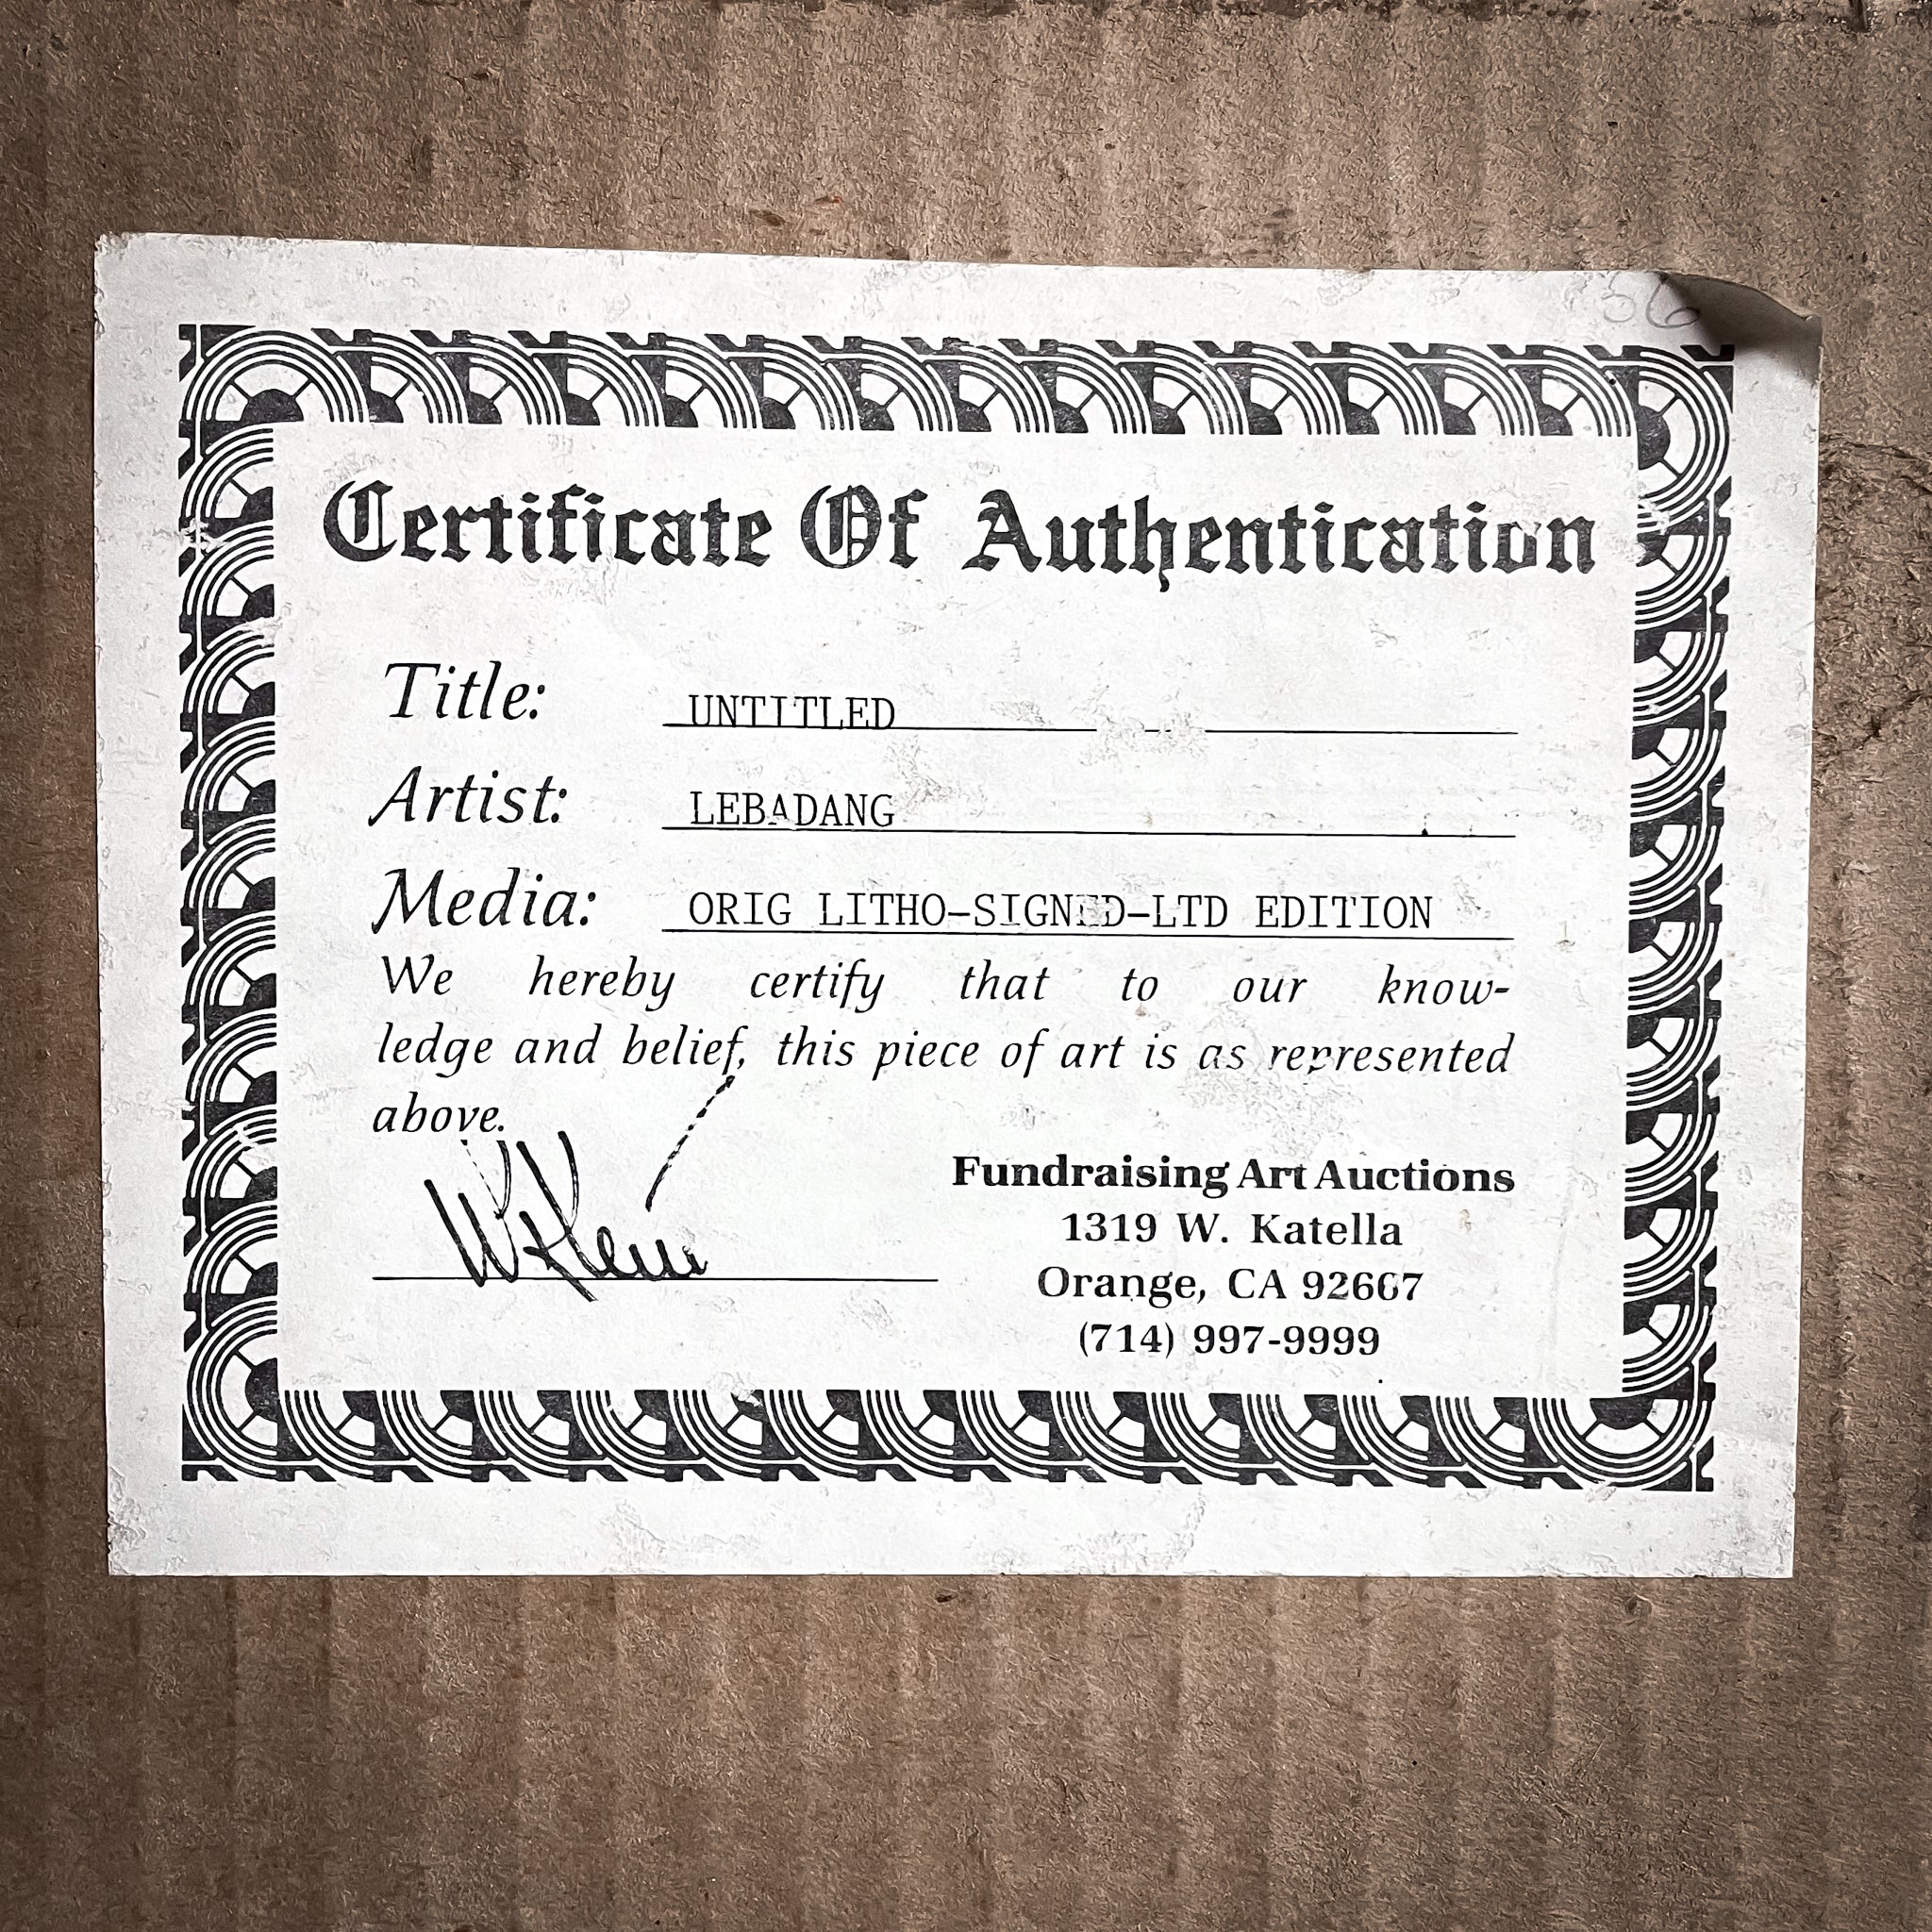 56
Certificate Of Authentication
Title: UNTITLED
Artist: LEBADANG
Media: ORIG LITHO-SIGNED-LTD EDITION
We hereby certify that to our know-
ledge and belief, this piece of art is as represented
above.
Fundraising Art Auctions
1319 W. Katella
Orange, CA 92667
(714) 997-9999